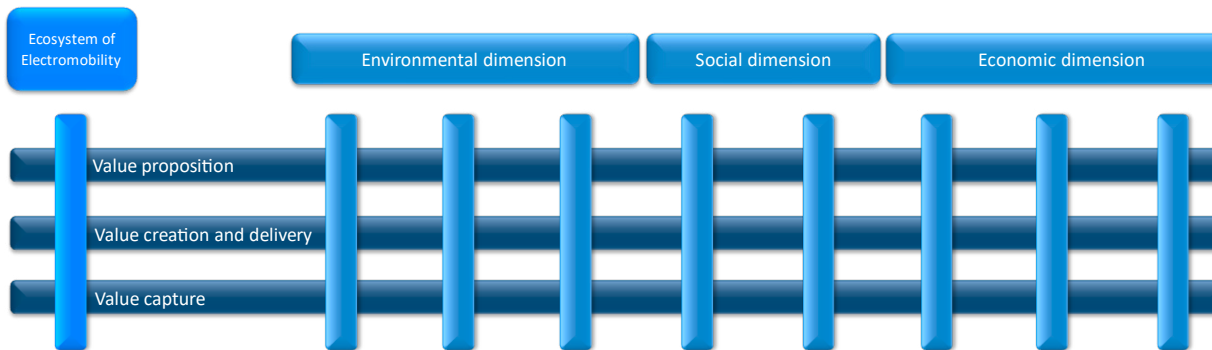 Ecosystem of
Electromobility
Environmental dimension
Social dimension
Economic dimension
Value proposition
Value creation and delivery
Value capture